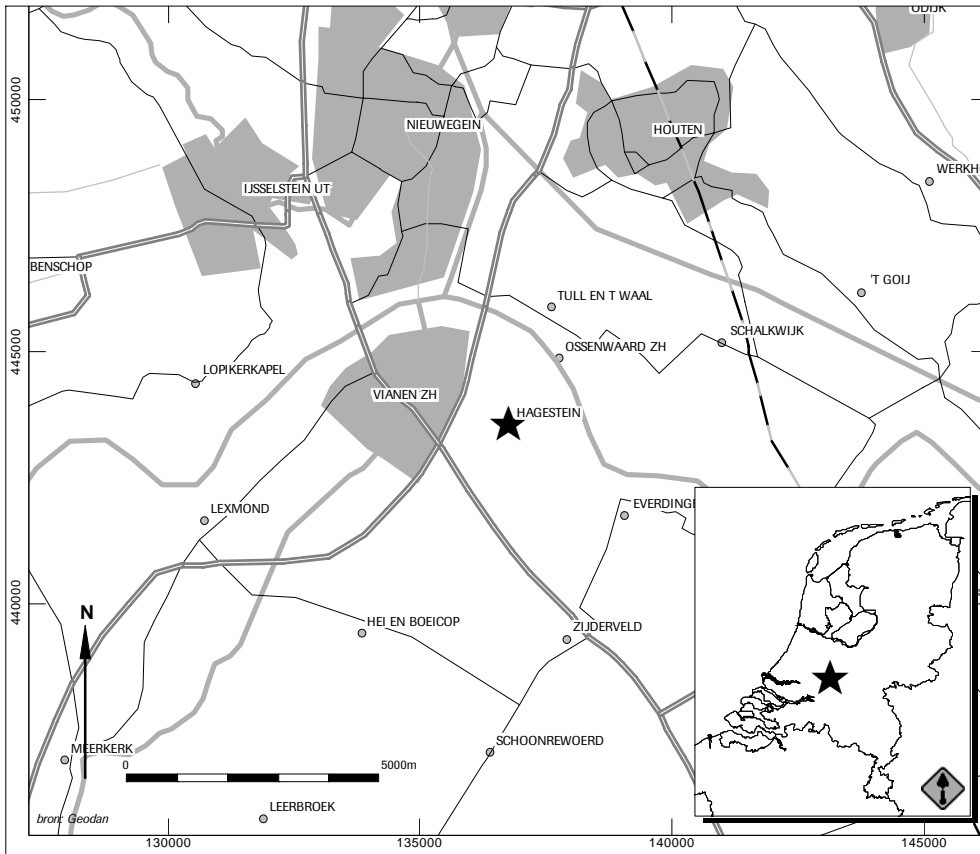 ODIJK
450000
NIEUWEGEIN
HOUTEN
WERKH
IJSSELSTEIN UT
BENSCHOP
'T GOIJ
TULL EN T WAAL
SCHALKWIJK
445000
OSSENWAARD ZH
LOPIKERKAPEL
VIANEN ZH
HAGESTEIN
LEXMOND
EVERDINGE
440000
N
HEI EN BOEICOP
ZIJDERVELD
MEERKERK
SCHOONREWOERD
0
5000m
LEERBROEK
bron: Geodan
130000
135000
140000
145000